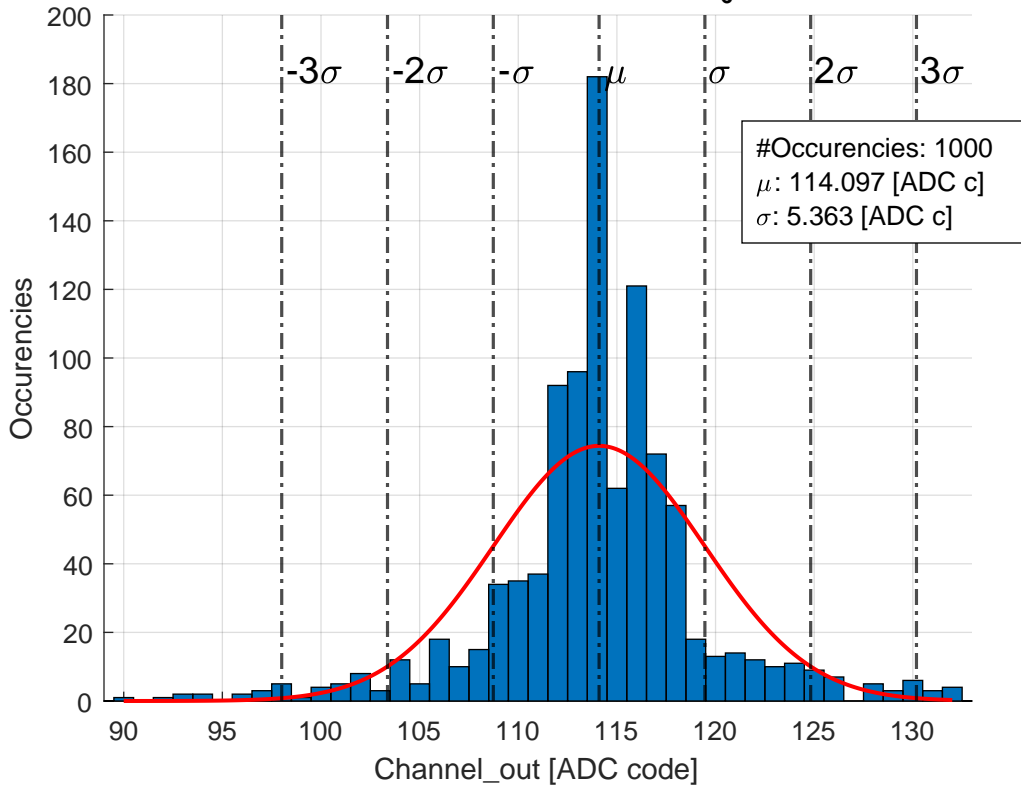 200
180
160
140
120
100
80
60
40
20
0
-3σ -2σ -σ μ σ 2σ 3σ
#Occurencies: 1000
μ: 114.097 [ADC c]
σ: 5.363 [ADC c]
Occurencies
90 95 100 105 110 115 120 125 130
Channel_out [ADC code]